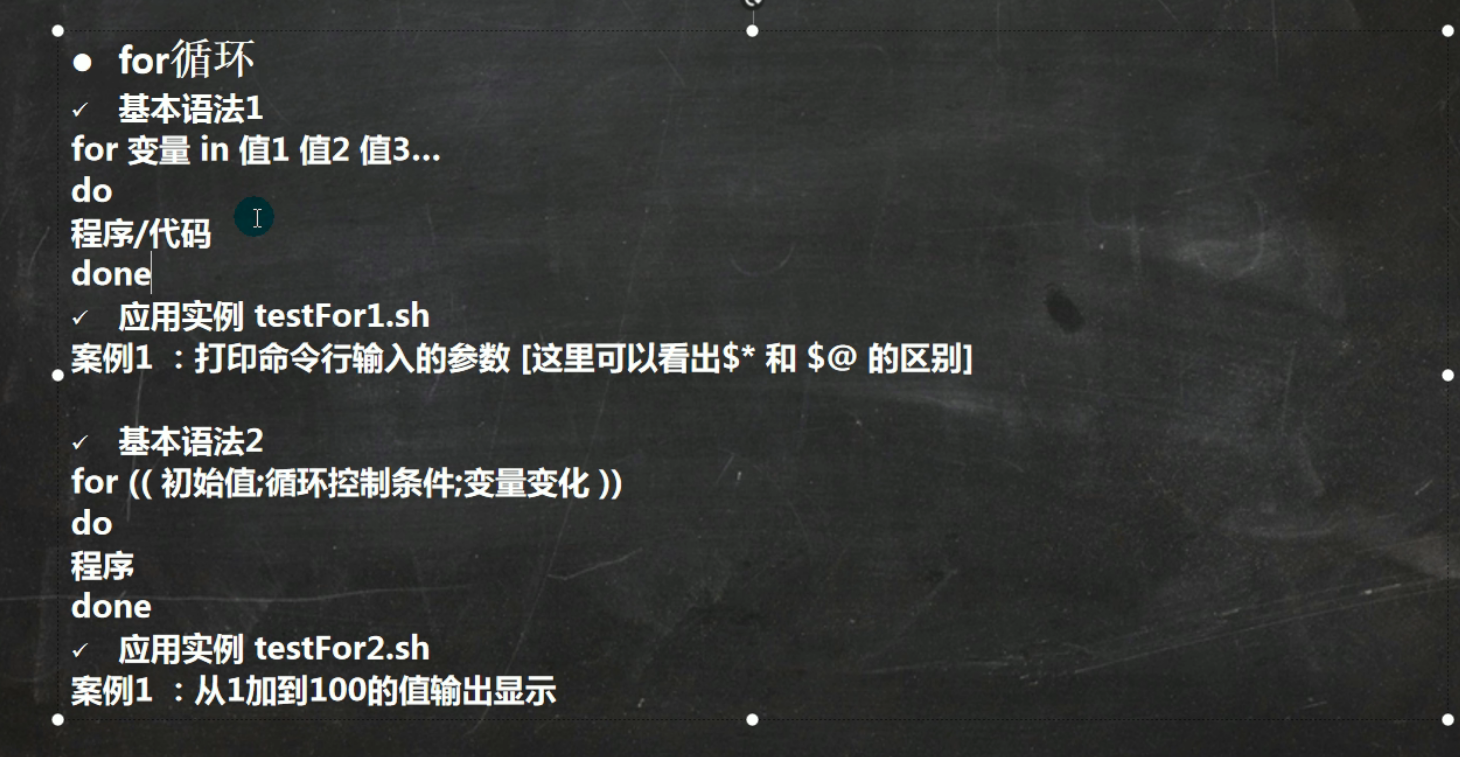 ● for循环
✓ 基本语法1
for 变量 in 值1 值2 值3…
do
程序/代码
done
✓ 应用实例 testFor1.sh
案例1 ：打印命令行输入的参数 [这里可以看出$* 和 $@ 的区别]
✓ 基本语法2
for (( 初始值;循环控制条件;变量变化 ))
do
程序
done
✓ 应用实例 testFor2.sh
案例1 ：从1加到100的值输出显示